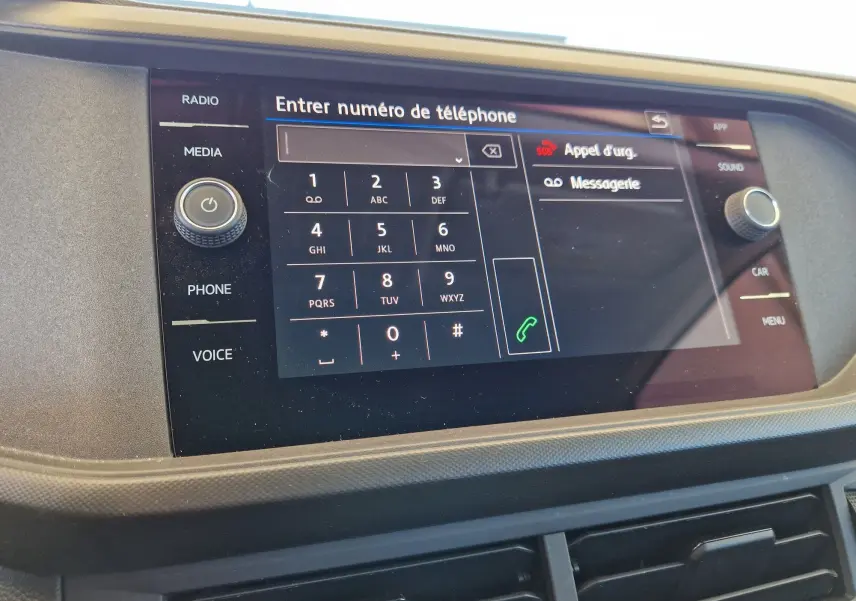 RADIO
MEDIA
PHONE
VOICE
Entrer numéro de téléphone
1
2
ABC
3
DEF
4
GHI
5
JKL
6
MNO
7
PQRS
8
TUV
9
WXYZ
*
0
+
#
SOS Appel d'urg.
Messagerie
APP
SOUND
CAR
MENU